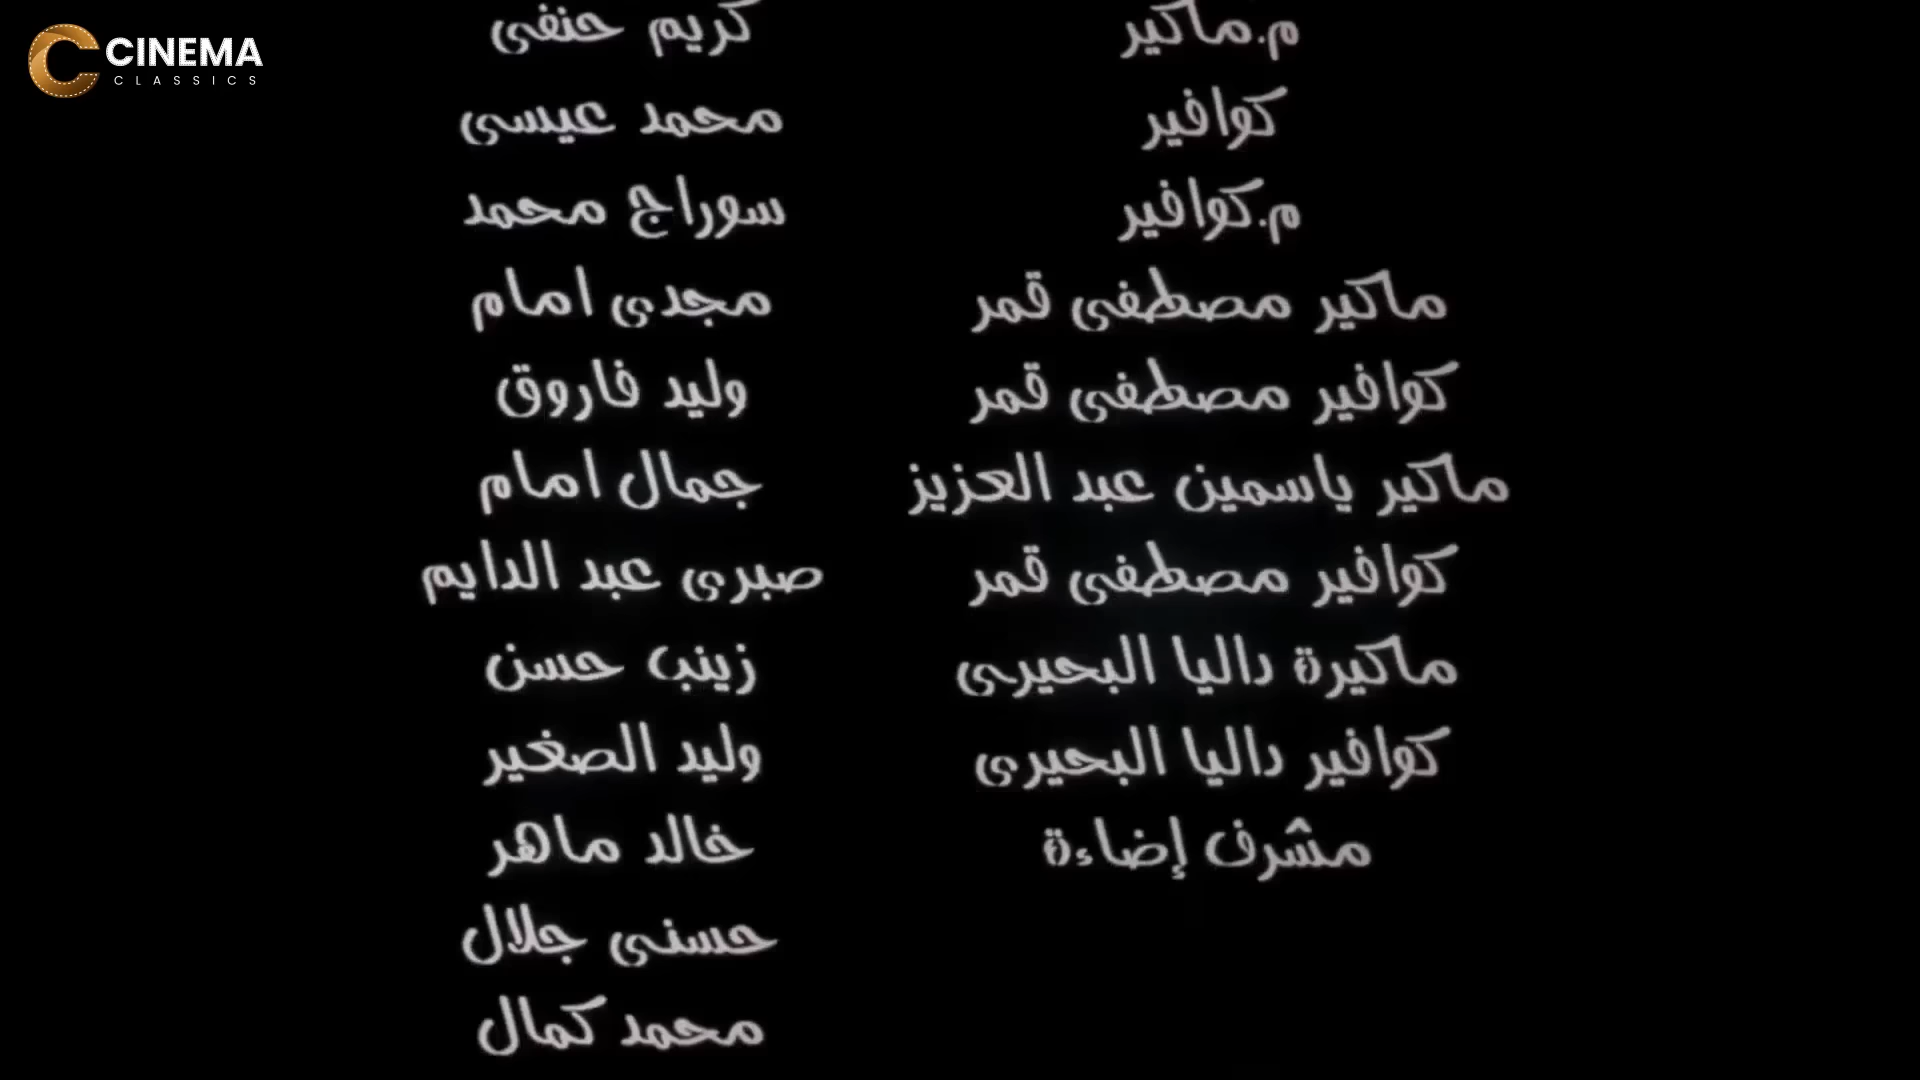 CINEMA
CLASSICS
م.ماكير كريم حنفى
كوافير محمد عيسى
م.كوافير سوراج محمد
ماكير مصطفى قمر مجدى امام
كوافير مصطفى قمر وليد فاروق
ماكير ياسمين عبد العزيز جمال امام
كوافير مصطفى قمر صبرى عبد الدايم
ماكيرة داليا البحيرى زينب حسن
كوافير داليا البحيرى وليد الصغير
مشرف إضاءة خالد ماهر
حسنى جلال
محمد كمال